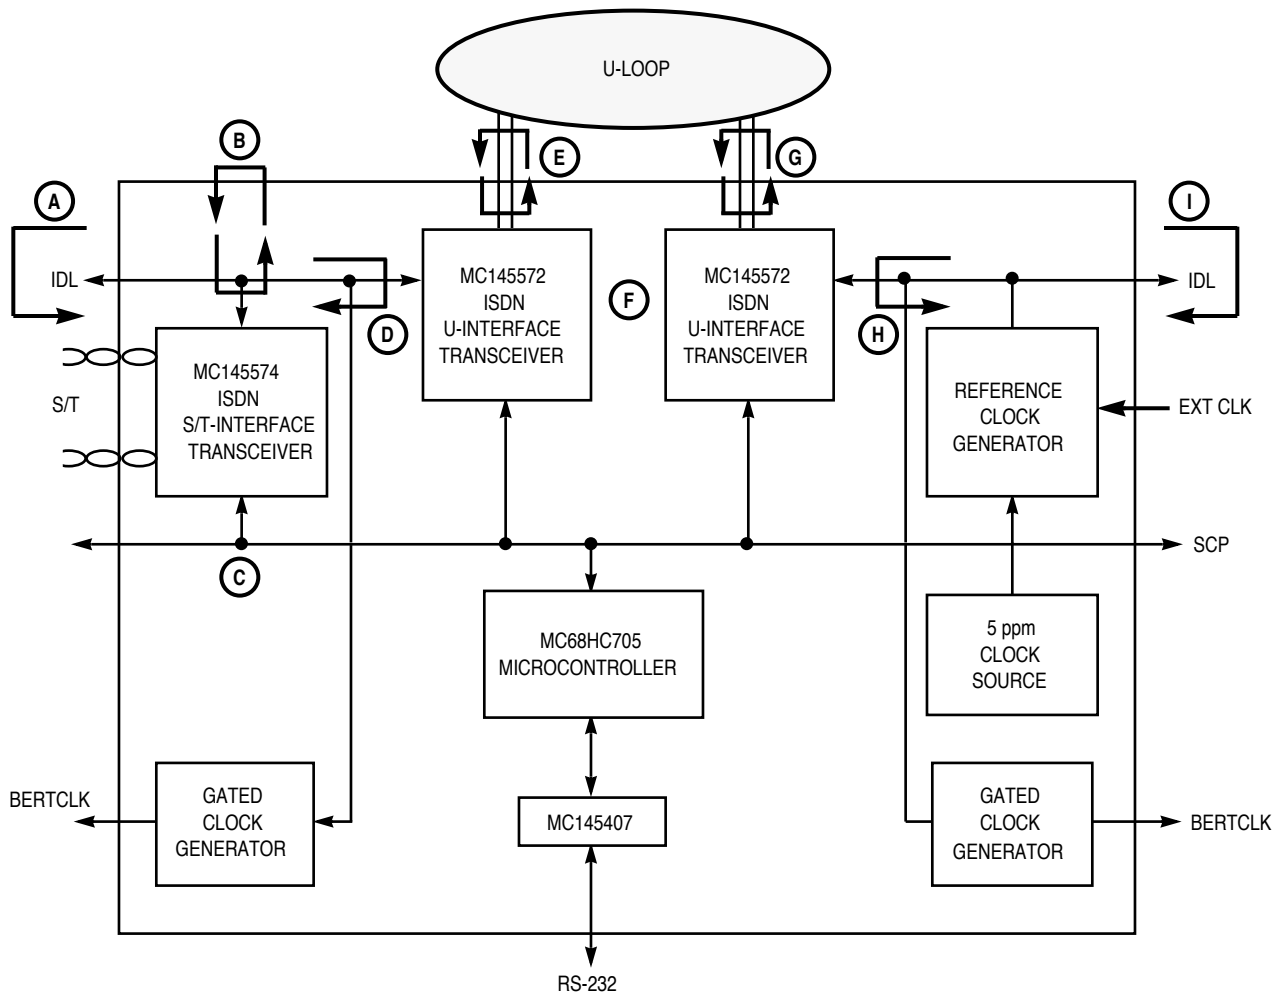 U-LOOP
B
E
G
A
I
IDL
MC145572
ISDN
U-INTERFACE
TRANSCEIVER
F
MC145572
ISDN
U-INTERFACE
TRANSCEIVER
IDL
D
H
S/T
MC145574
ISDN
S/T-INTERFACE
TRANSCEIVER
REFERENCE
CLOCK
GENERATOR
EXT CLK
C
SCP
MC68HC705
MICROCONTROLLER
5 ppm
CLOCK
SOURCE
BERTCLK
GATED
CLOCK
GENERATOR
MC145407
GATED
CLOCK
GENERATOR
BERTCLK
RS-232